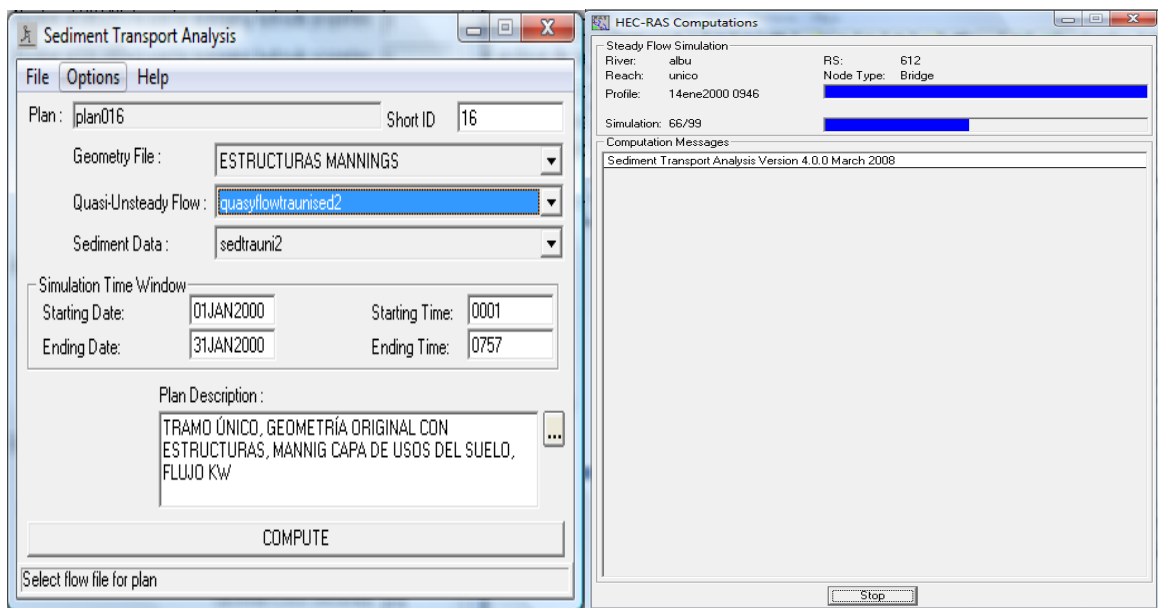 Sediment Transport Analysis
File Options Help
Plan : plan016 Short ID 16
Geometry File : ESTRUCTURAS MANNINGS
Quasi-Unsteady Flow : quasyflowtraunised2
Sediment Data : sedtrauni2
Simulation Time Window
Starting Date: 01JAN2000 Starting Time: 0001
Ending Date: 31JAN2000 Ending Time: 0757
Plan Description :
TRAMO ÚNICO, GEOMETRÍA ORIGINAL CON
ESTRUCTURAS, MANNIG CAPA DE USOS DEL SUELO,
FLUJO KW
...
COMPUTE
Select flow file for plan
HEC-RAS Computations
Steady Flow Simulation
River: albu RS: 612
Reach: unico Node Type: Bridge
Profile: 14ene2000 0946
Simulation: 66/99
Computation Messages
Sediment Transport Analysis Version 4.0.0 March 2008
Stop